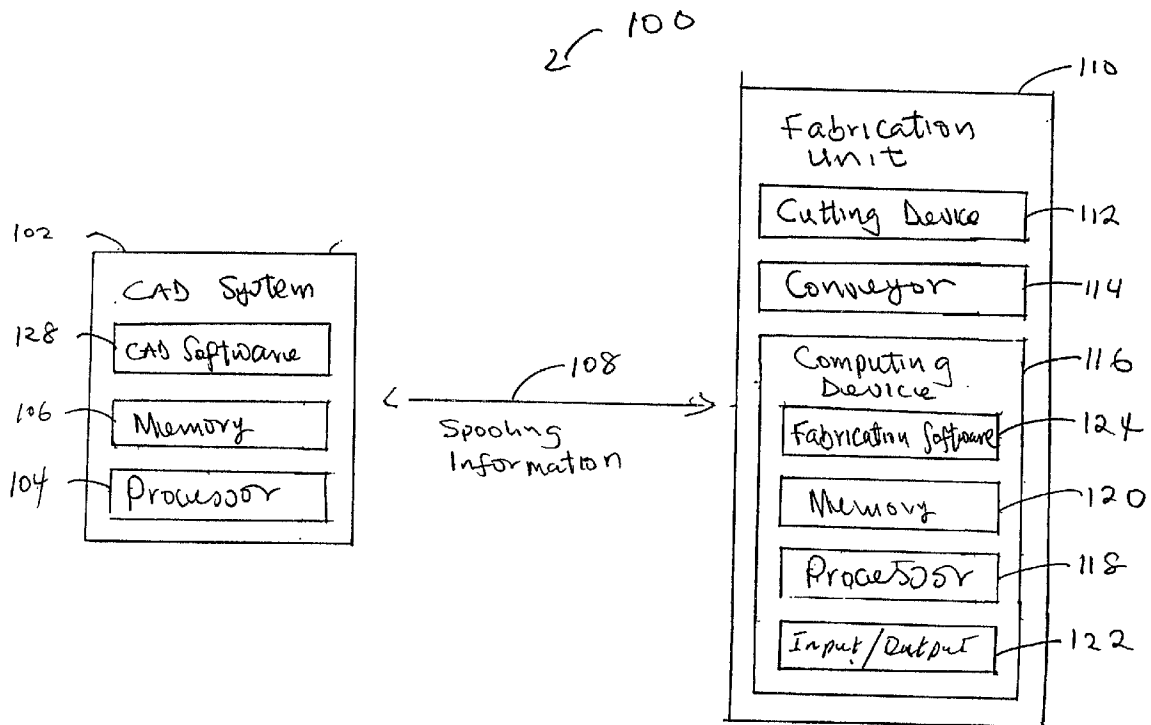 100
110
Fabrication
unit
Cutting Device
112
Conveyor
114
Computing
Device
116
Fabrication Software
124
Memory
120
Processor
118
Input/Output
122
102
CAD System
128
CAD Software
106
Memory
104
Processor
108
Spooling
Information